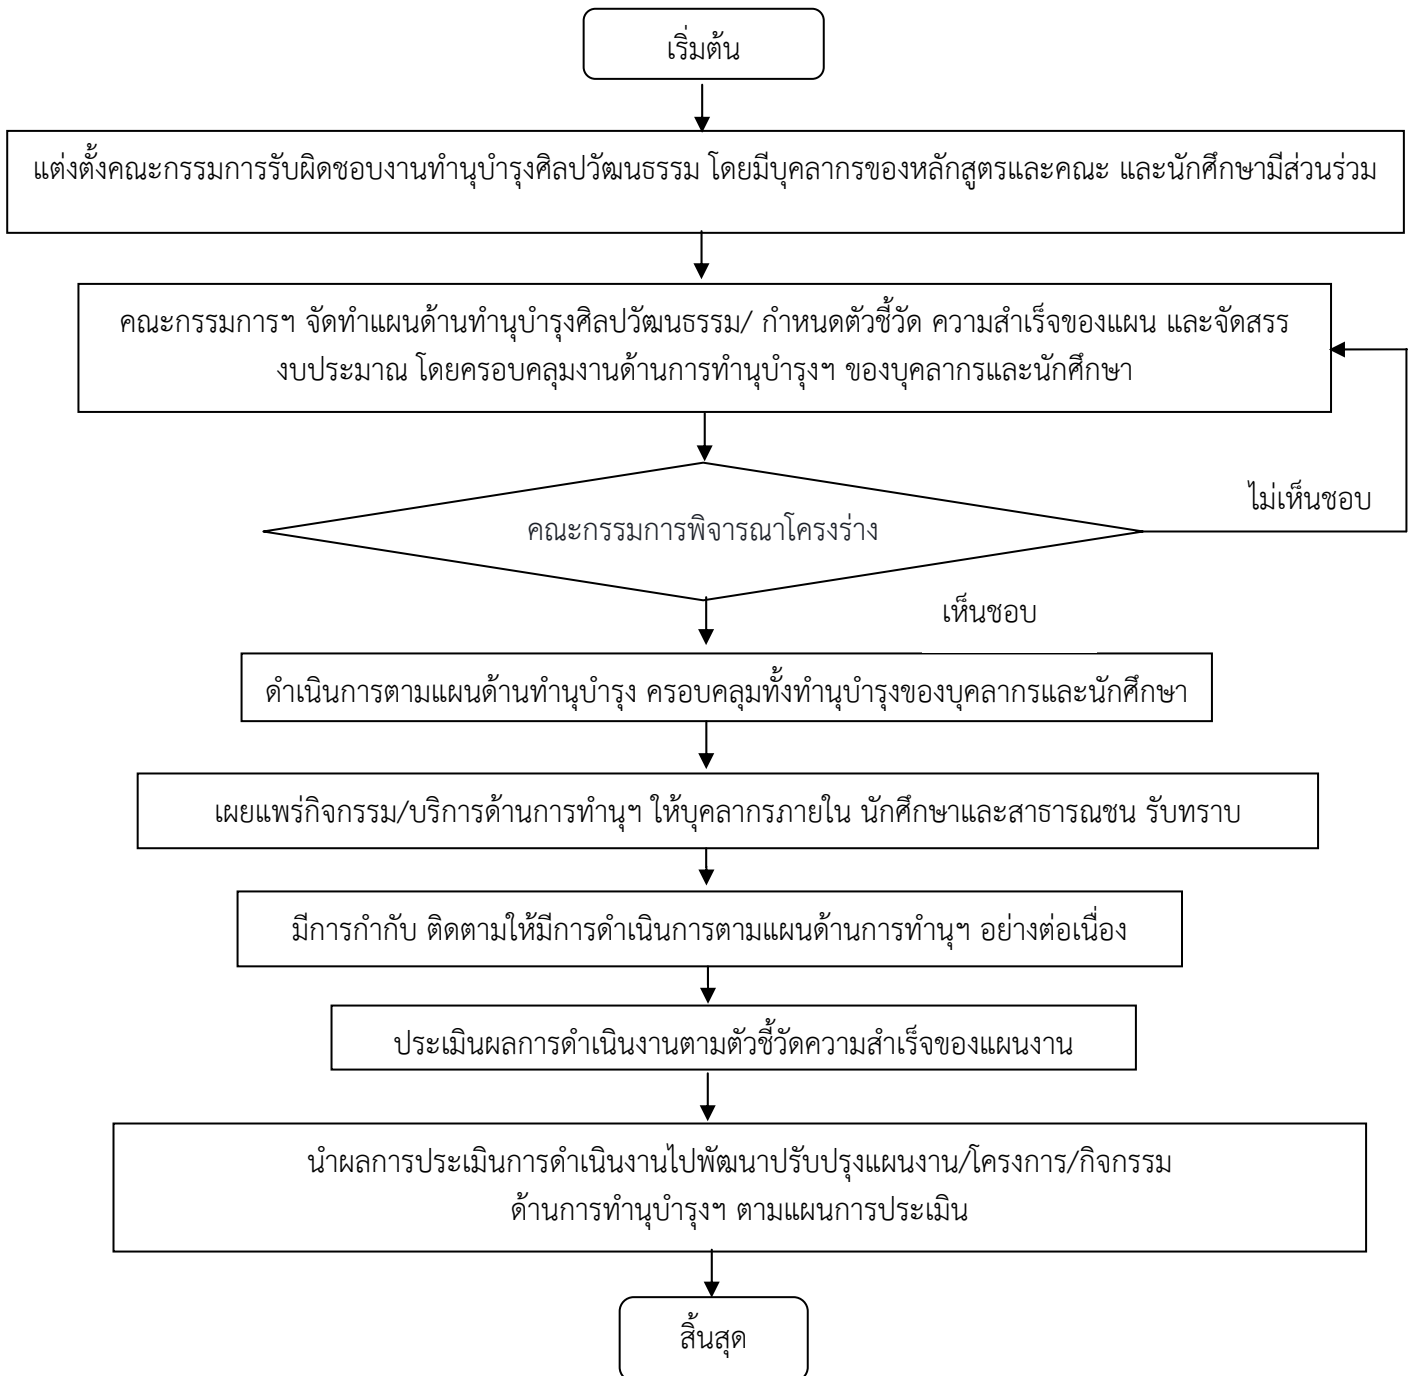 เริ่มต้น
แต่งตั้งคณะกรรมการรับผิดชอบงานทำนุบำรุงศิลปวัฒนธรรม โดยมีบุคลากรของหลักสูตรและคณะ และนักศึกษามีส่วนร่วม
คณะกรรมการฯ จัดทำแผนด้านทำนุบำรุงศิลปวัฒนธรรม/ กำหนดตัวชี้วัด ความสำเร็จของแผน และจัดสรร
งบประมาณ โดยครอบคลุมงานด้านการทำนุบำรุงฯ ของบุคลากรและนักศึกษา
ไม่เห็นชอบ
คณะกรรมการพิจารณาโครงร่าง
เห็นชอบ
ดำเนินการตามแผนด้านทำนุบำรุง ครอบคลุมทั้งทำนุบำรุงของบุคลากรและนักศึกษา
เผยแพร่กิจกรรม/บริการด้านการทำนุฯ ให้บุคลากรภายใน นักศึกษาและสาธารณชน รับทราบ
มีการกำกับ ติดตามให้มีการดำเนินการตามแผนด้านการทำนุฯ อย่างต่อเนื่อง
ประเมินผลการดำเนินงานตามตัวชี้วัดความสำเร็จของแผนงาน
นำผลการประเมินการดำเนินงานไปพัฒนาปรับปรุงแผนงาน/โครงการ/กิจกรรม
ด้านการทำนุบำรุงฯ ตามแผนการประเมิน
สิ้นสุด